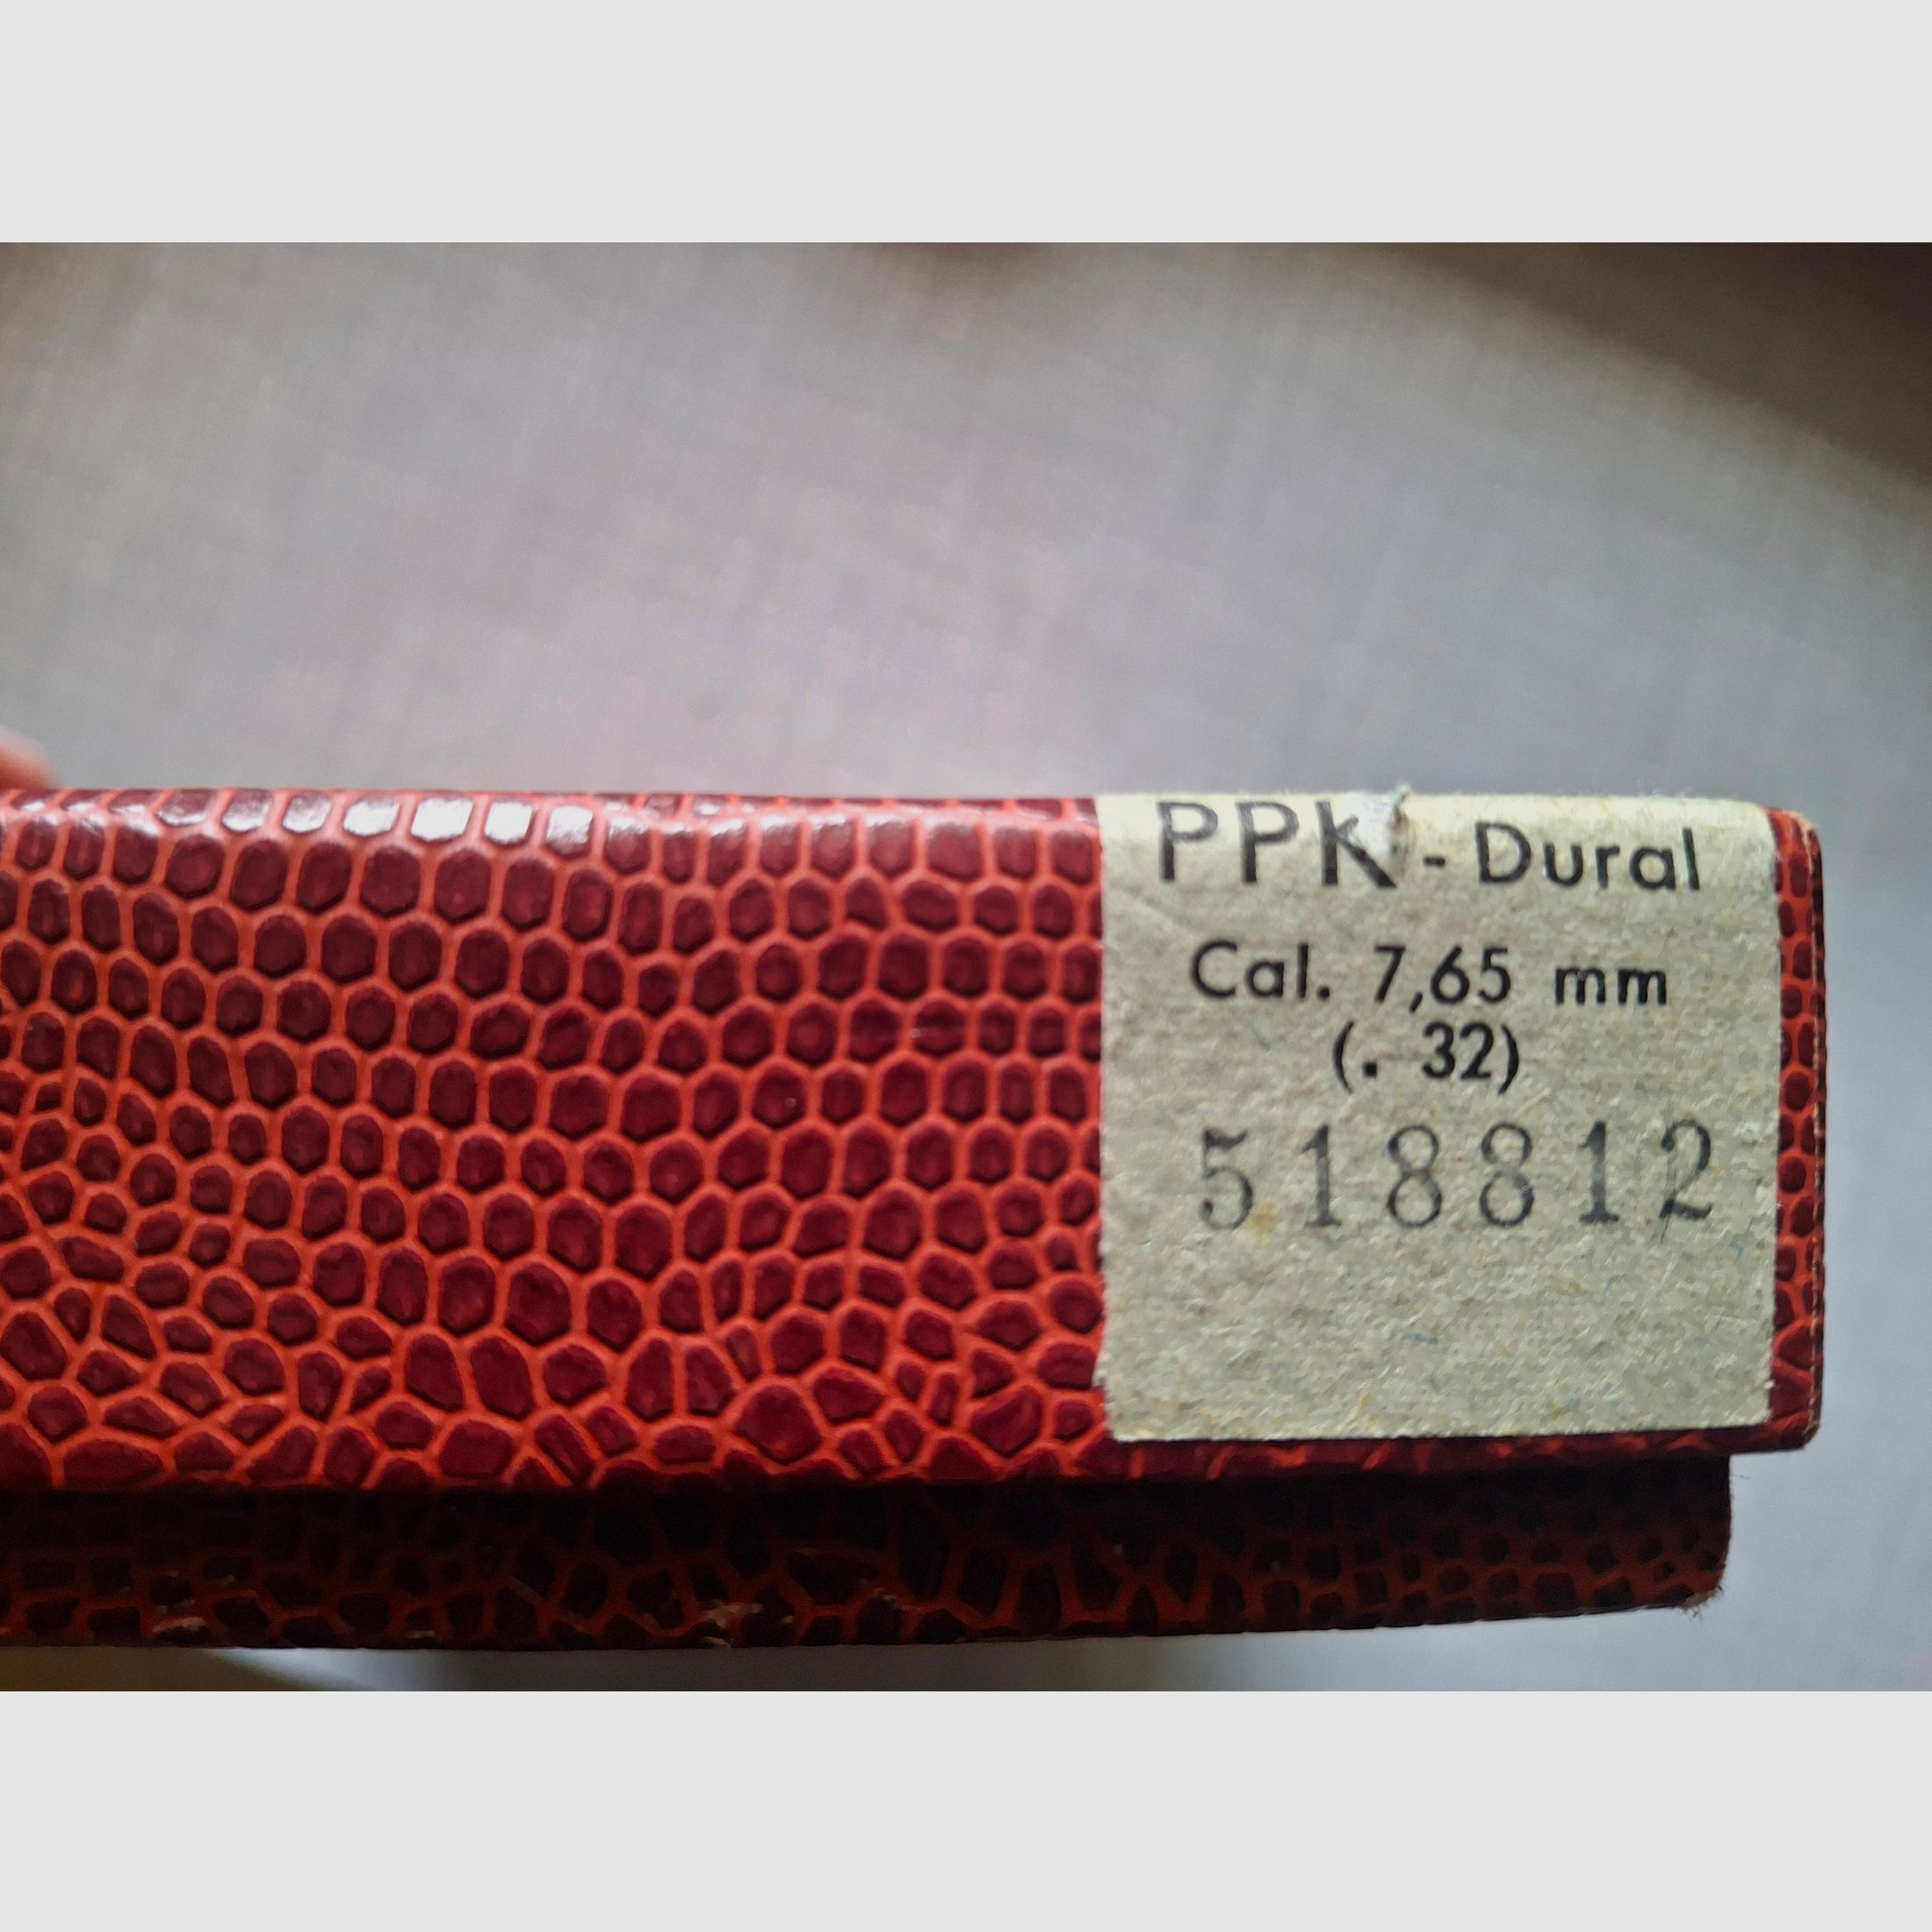 PPK - Dural
Cal. 7,65 mm
(. 32)
518812